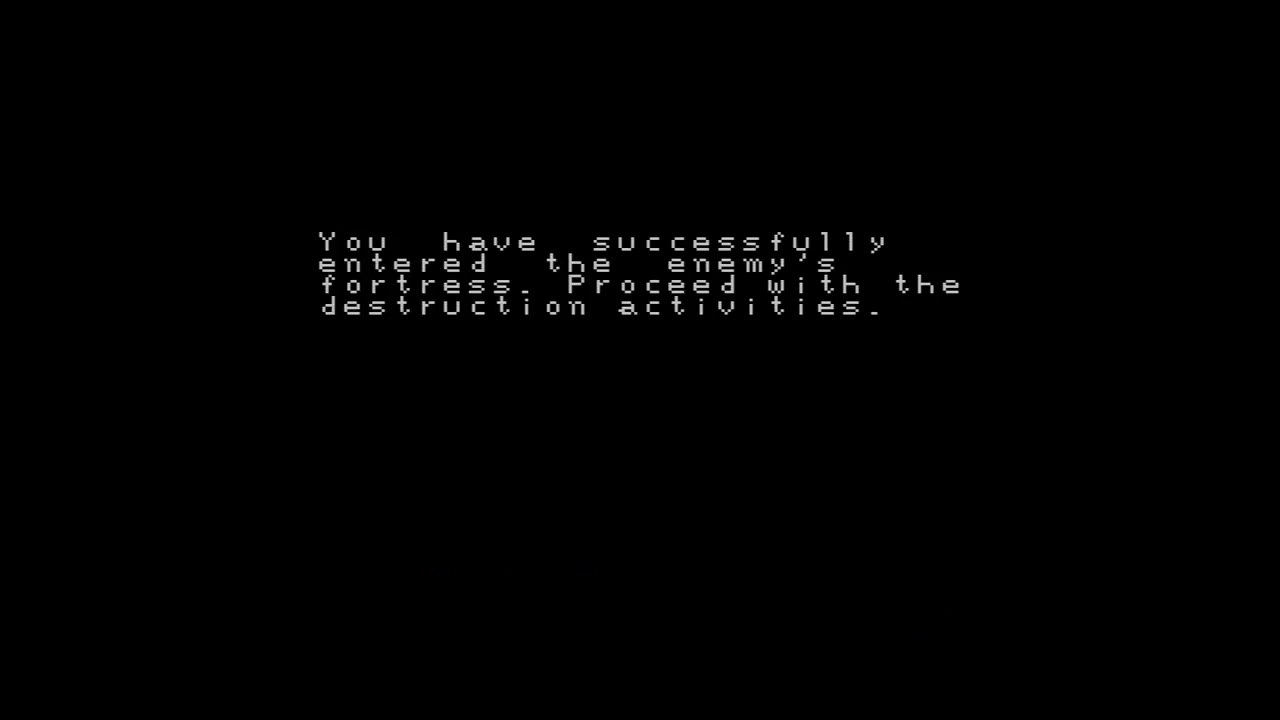 You have successfully
entered the enemy's
fortress. Proceed with the
destruction activities.